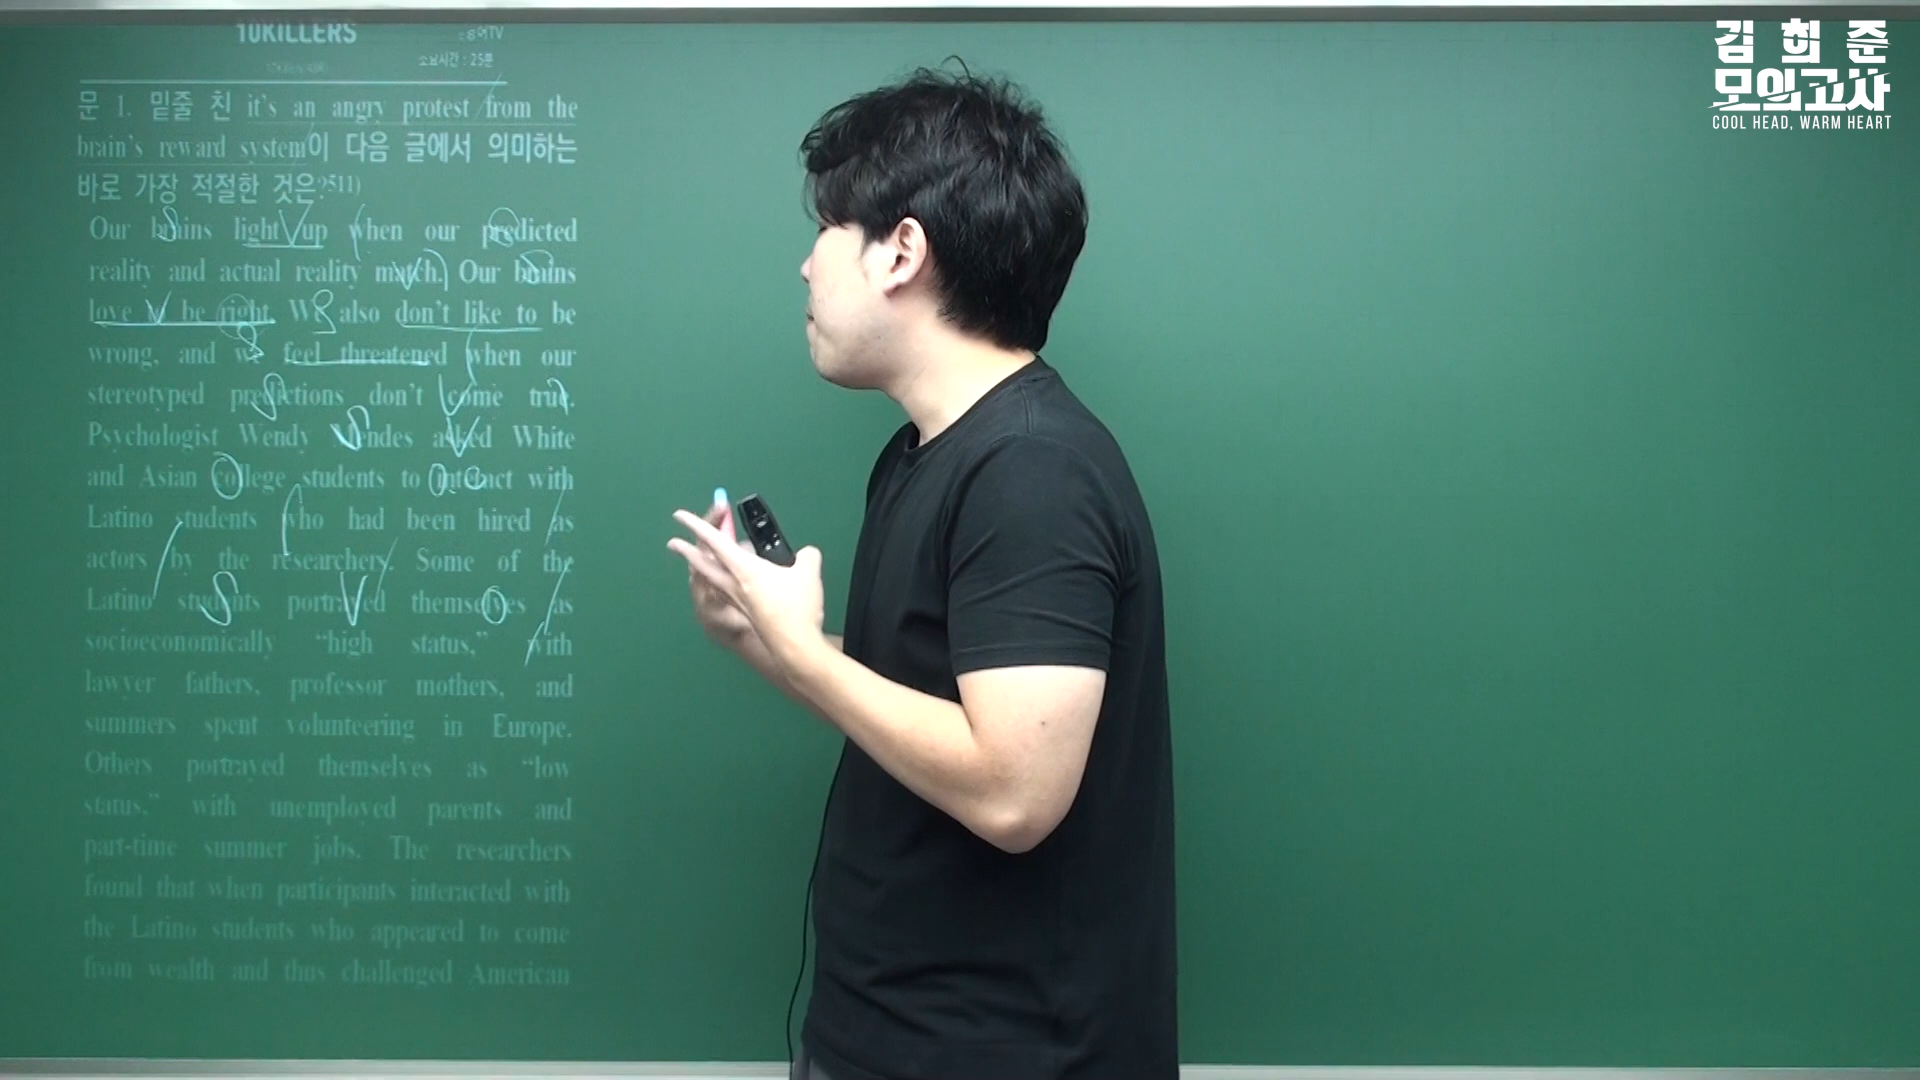 10KILLERS
소요시간 : 25분
문 1. 밑줄 친 it's an angry protest from the
brain's reward system이 다음 글에서 의미하는
바로 가장 적절한 것은?511)
Our brains light up when our predicted
reality and actual reality match. Our brains
love to be right. We also don't like to be
wrong, and we feel threatened when our
stereotyped predictions don't come true.
Psychologist Wendy Mendes asked White
and Asian college students to interact with
Latino students who had been hired as
actors by the researchers. Some of the
Latino students portrayed themselves as
socioeconomically “high status,” with
lawyer fathers, professor mothers, and
summers spent volunteering in Europe.
Others portrayed themselves as “low
status,” with unemployed parents and
part-time summer jobs. The researchers
found that when participants interacted with
the Latino students who appeared to come
from wealth and thus challenged American
김희준
모의고사
COOL HEAD, WARM HEART